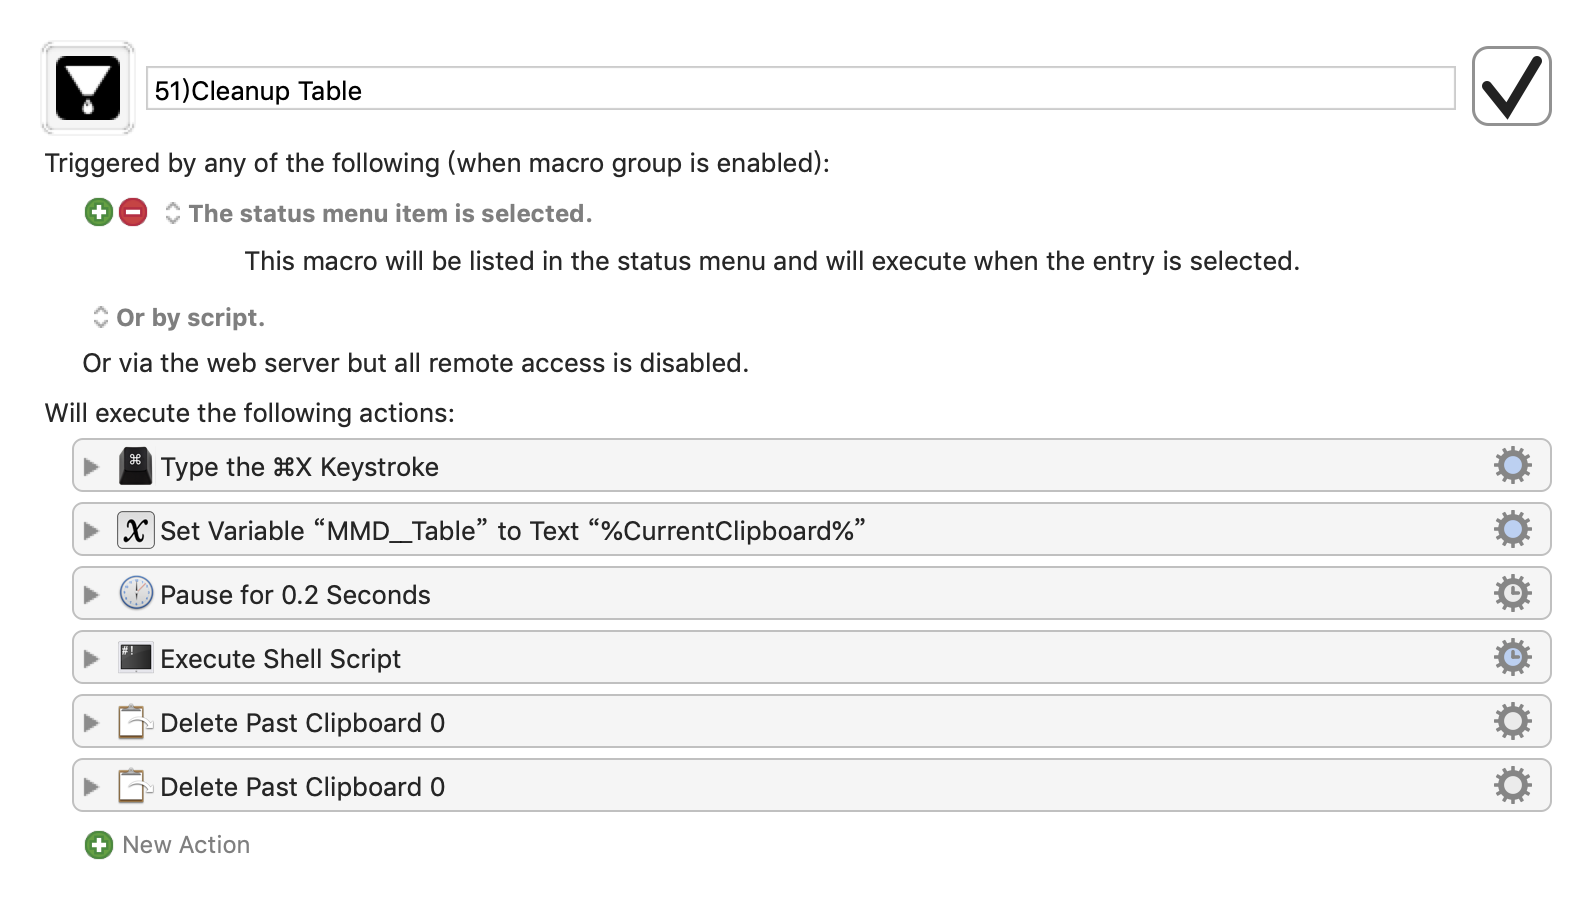 51)Cleanup Table
Triggered by any of the following (when macro group is enabled):
The status menu item is selected.
This macro will be listed in the status menu and will execute when the entry is selected.
Or by script.
Or via the web server but all remote access is disabled.
Will execute the following actions:
⌘
Type the ⌘X Keystroke
X Set Variable “MMD__Table” to Text “%CurrentClipboard%”
Pause for 0.2 Seconds
#!
Execute Shell Script
Delete Past Clipboard 0
Delete Past Clipboard 0
New Action